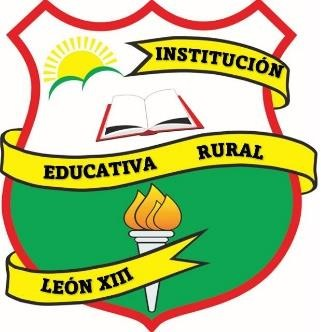 INSTITUCIÓN
EDUCATIVA RURAL
LEÓN XIII